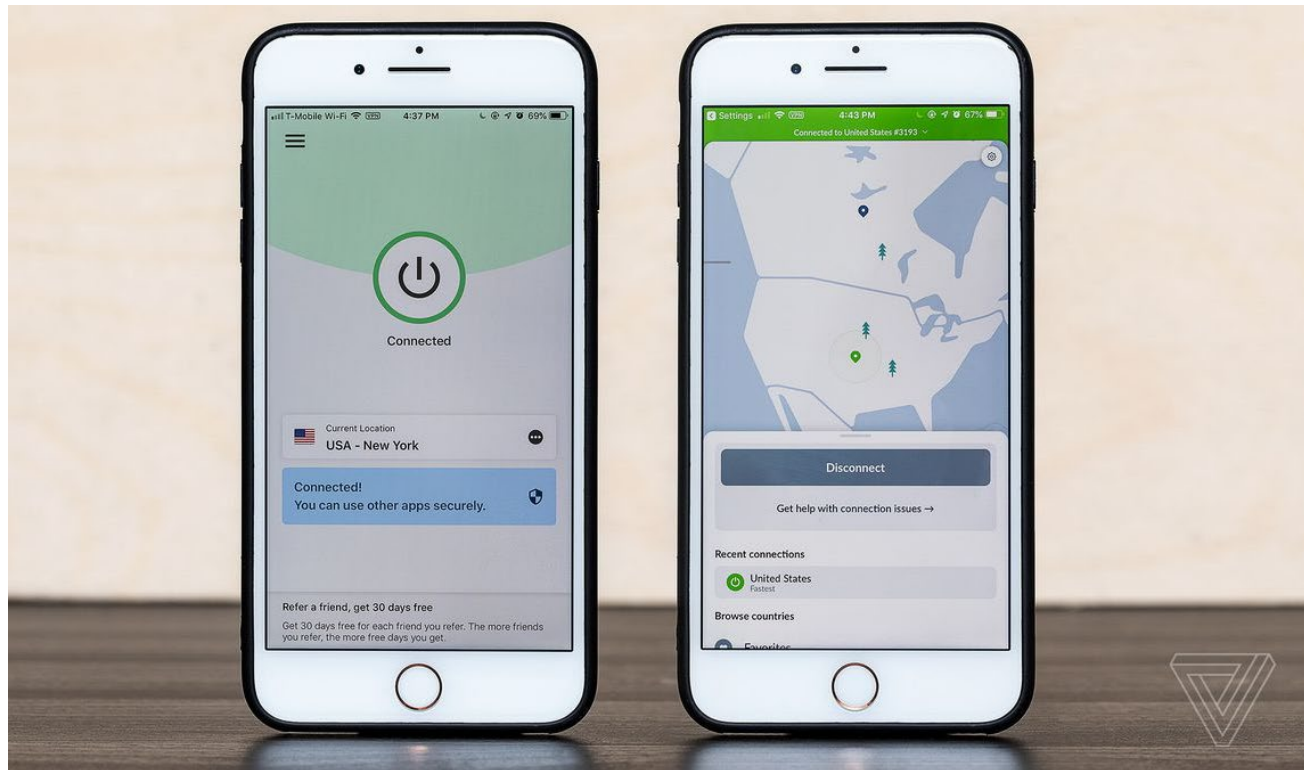 T-Mobile Wi-Fi VPN 4:37 PM 69%
Connected
Current Location
USA - New York
Connected!
You can use other apps securely.
Refer a friend, get 30 days free
Get 30 days free for each friend you refer. The more friends
you refer, the more free days you get.
Settings VPN 4:43 PM 67%
Connected to United States #3193
Disconnect
Get help with connection issues →
Recent connections
United States
Fastest
Browse countries
Favorites